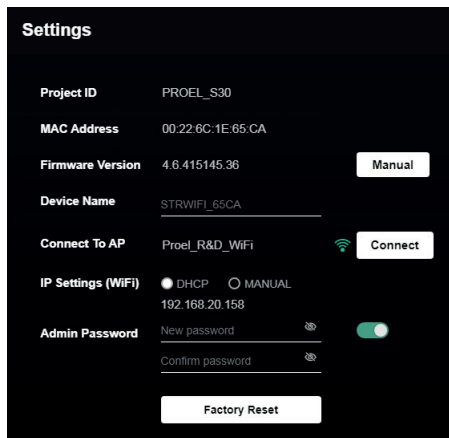 Settings
Project ID PROEL_S30
MAC Address 00:22:6C:1E:65:CA
Firmware Version 4.6.415145.36 Manual
Device Name STRWIFI_65CA
Connect To AP Proel_R&D_WiFi Connect
IP Settings (WiFi) DHCP MANUAL
192.168.20.158
Admin Password New password
Confirm password
Factory Reset